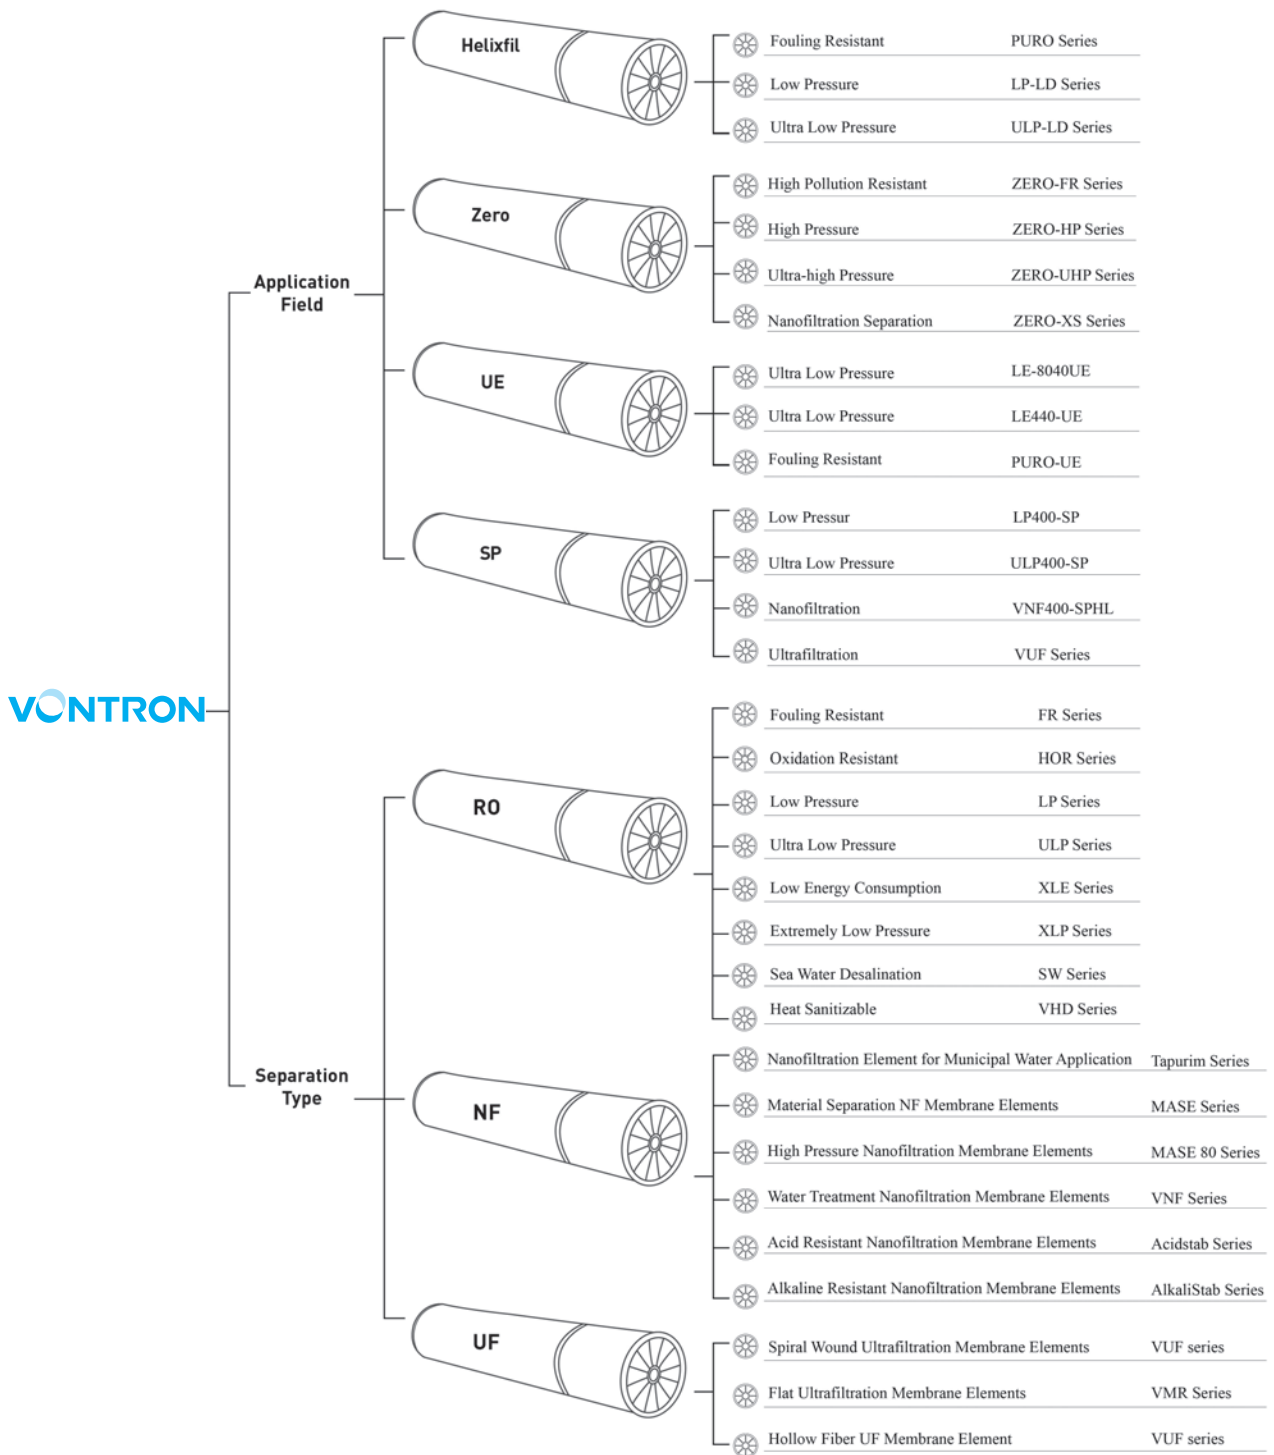 VONTRON
Application
Field
Helixfil
Fouling Resistant PURO Series
Low Pressure LP-LD Series
Ultra Low Pressure ULP-LD Series
Zero
High Pollution Resistant ZERO-FR Series
High Pressure ZERO-HP Series
Ultra-high Pressure ZERO-UHP Series
Nanofiltration Separation ZERO-XS Series
UE
Ultra Low Pressure LE-8040UE
Ultra Low Pressure LE440-UE
Fouling Resistant PURO-UE
SP
Low Pressur LP400-SP
Ultra Low Pressure ULP400-SP
Nanofiltration VNF400-SPHL
Ultrafiltration VUF Series
Separation
Type
RO
Fouling Resistant FR Series
Oxidation Resistant HOR Series
Low Pressure LP Series
Ultra Low Pressure ULP Series
Low Energy Consumption XLE Series
Extremely Low Pressure XLP Series
Sea Water Desalination SW Series
Heat Sanitizable VHD Series
NF
Nanofiltration Element for Municipal Water Application Tapurim Series
Material Separation NF Membrane Elements MASE Series
High Pressure Nanofiltration Membrane Elements MASE 80 Series
Water Treatment Nanofiltration Membrane Elements VNF Series
Acid Resistant Nanofiltration Membrane Elements Acidstab Series
Alkaline Resistant Nanofiltration Membrane Elements AlkaliStab Series
UF
Spiral Wound Ultrafiltration Membrane Elements VUF series
Flat Ultrafiltration Membrane Elements VMR Series
Hollow Fiber UF Membrane Element VUF series